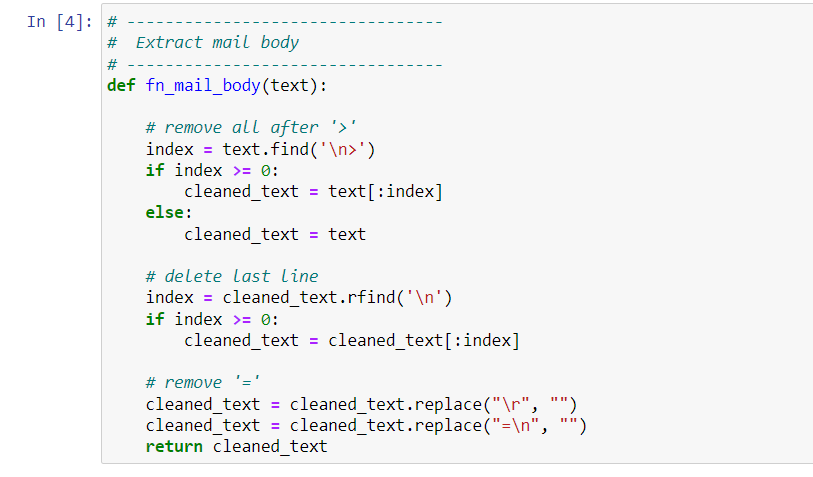 In [4]: # ---------------------------------
#  Extract mail body
# ---------------------------------
def fn_mail_body(text):
    # remove all after '>'
    index = text.find('\n>')
    if index >= 0:
        cleaned_text = text[:index]
    else:
        cleaned_text = text
    # delete last line
    index = cleaned_text.rfind('\n')
    if index >= 0:
        cleaned_text = cleaned_text[:index]
    # remove '='
    cleaned_text = cleaned_text.replace("\r", "")
    cleaned_text = cleaned_text.replace("=\n", "")
    return cleaned_text